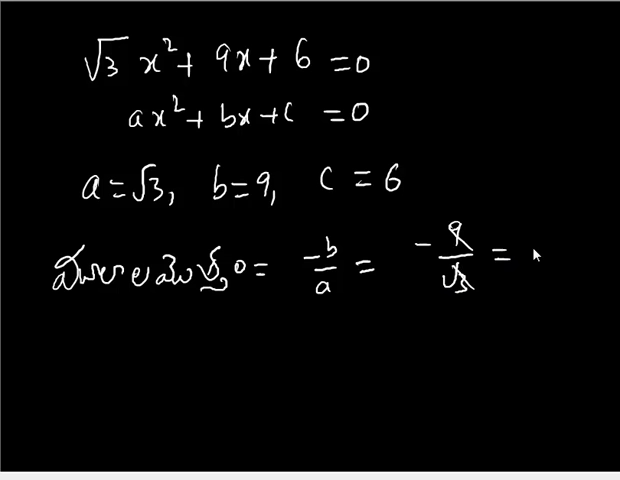 √3 x² + 9x + 6 = 0
ax² + bx + c = 0
a = √3, b = 9, c = 6
మూలాల మొత్తం = -b/a = - 9/√3 =